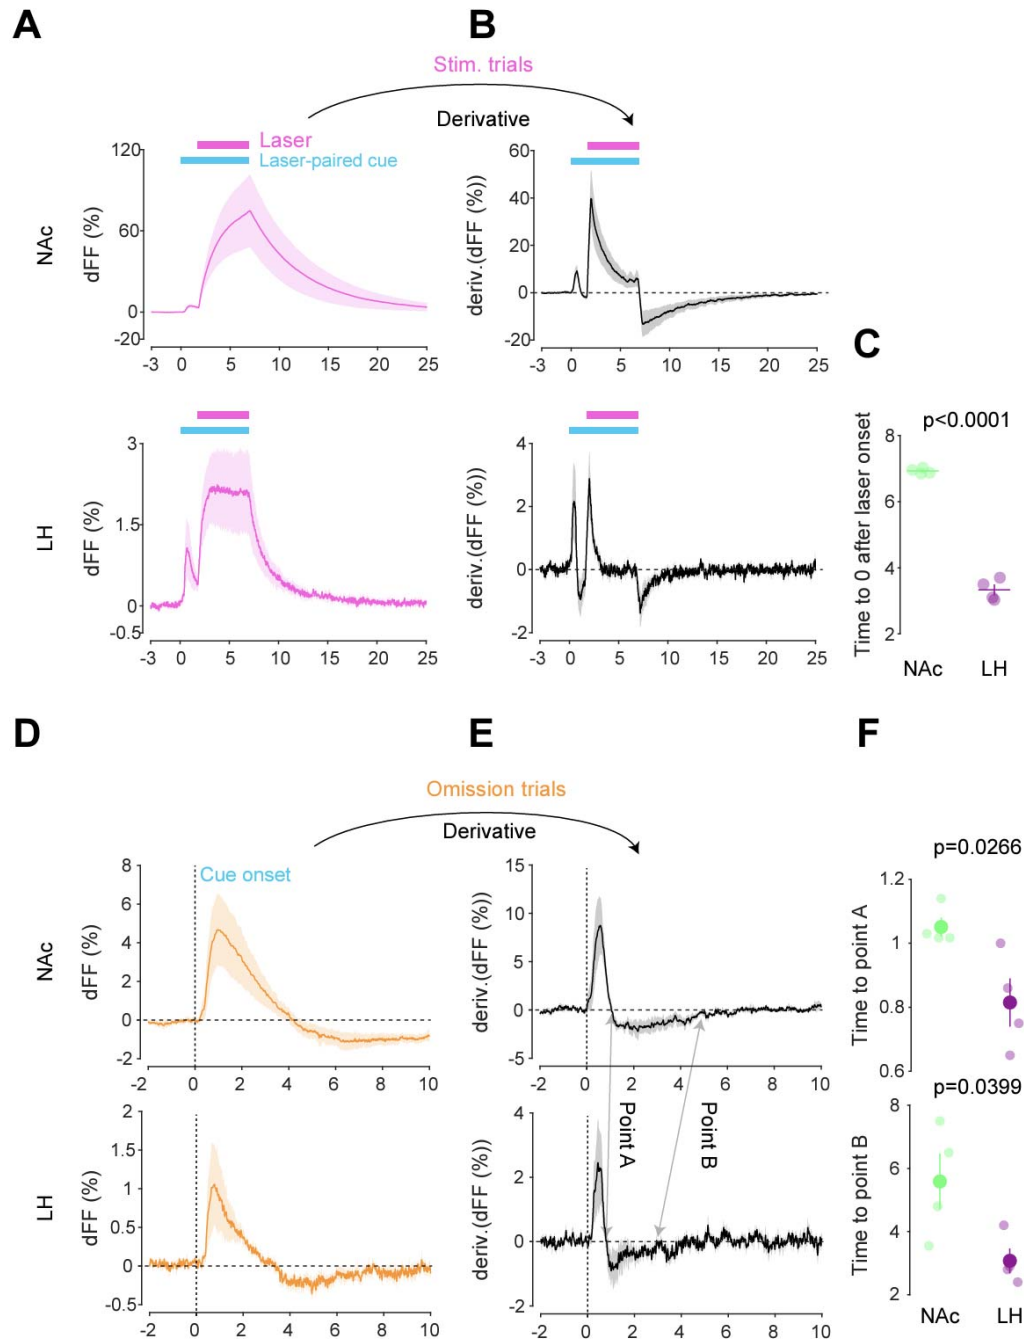 A
B
Stim. trials
Derivative
Laser
Laser-paired cue
NAc
dFF (%)
120
60
0
-20
-3 0 5 10 15 20 25
deriv.(dFF (%))
60
40
20
0
-20
-3 0 5 10 15 20 25
LH
dFF (%)
3
1.5
0
-0.5
-3 0 5 10 15 20 25
deriv.(dFF (%))
4
2
0
-2
-3 0 5 10 15 20 25
C
p<0.0001
Time to 0 after laser onset
8
6
4
2
NAc LH
D
E
F
Omission trials
Derivative
Cue onset
NAc
dFF (%)
8
6
4
2
0
-2
-2 0 2 4 6 8 10
deriv.(dFF (%))
15
10
5
0
-5
-2 0 2 4 6 8 10
p=0.0266
Time to point A
1.2
1
0.8
0.6
LH
dFF (%)
2
1.5
1
0.5
0
-0.5
-2 0 2 4 6 8 10
deriv.(dFF (%))
4
2
0
-2
-2 0 2 4 6 8 10
Point A
Point B
p=0.0399
Time to point B
8
6
4
2
NAc LH